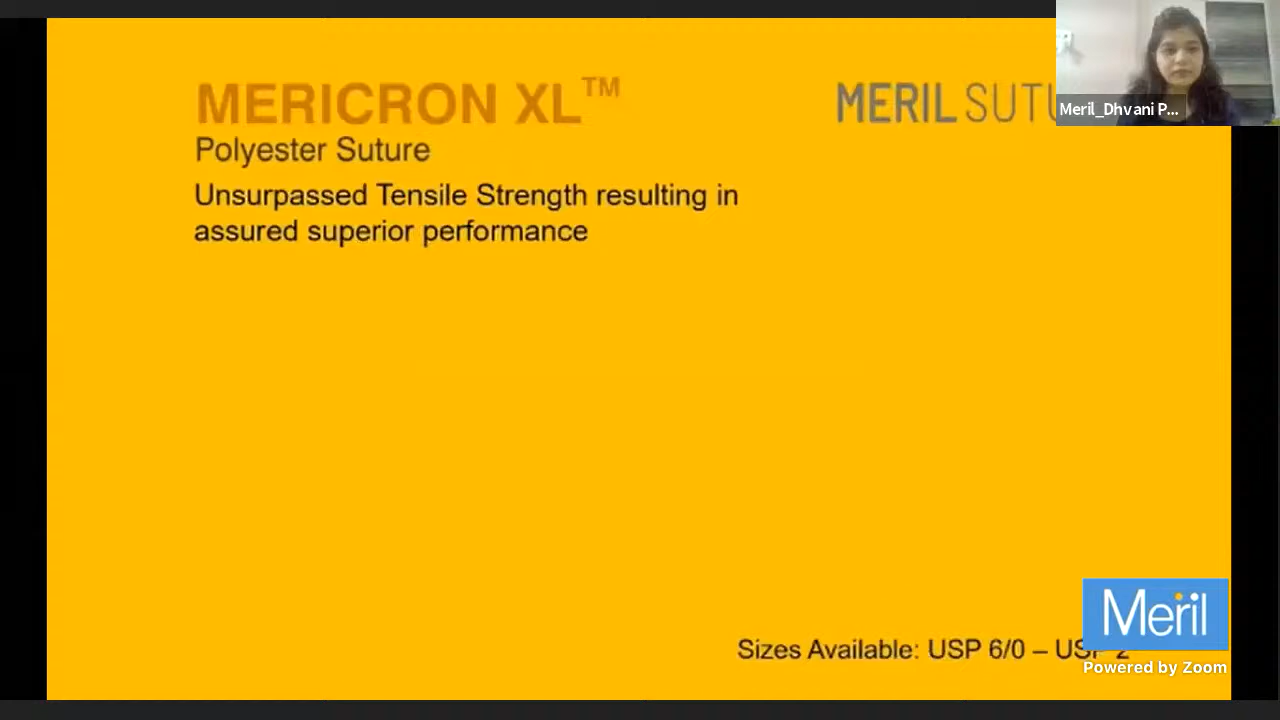 MERICRON XL™
Polyester Suture
Unsurpassed Tensile Strength resulting in
assured superior performance
MERIL SUTU
Meril_Dhvani P...
Sizes Available: USP 6/0 – USP 2
Meril
Powered by Zoom